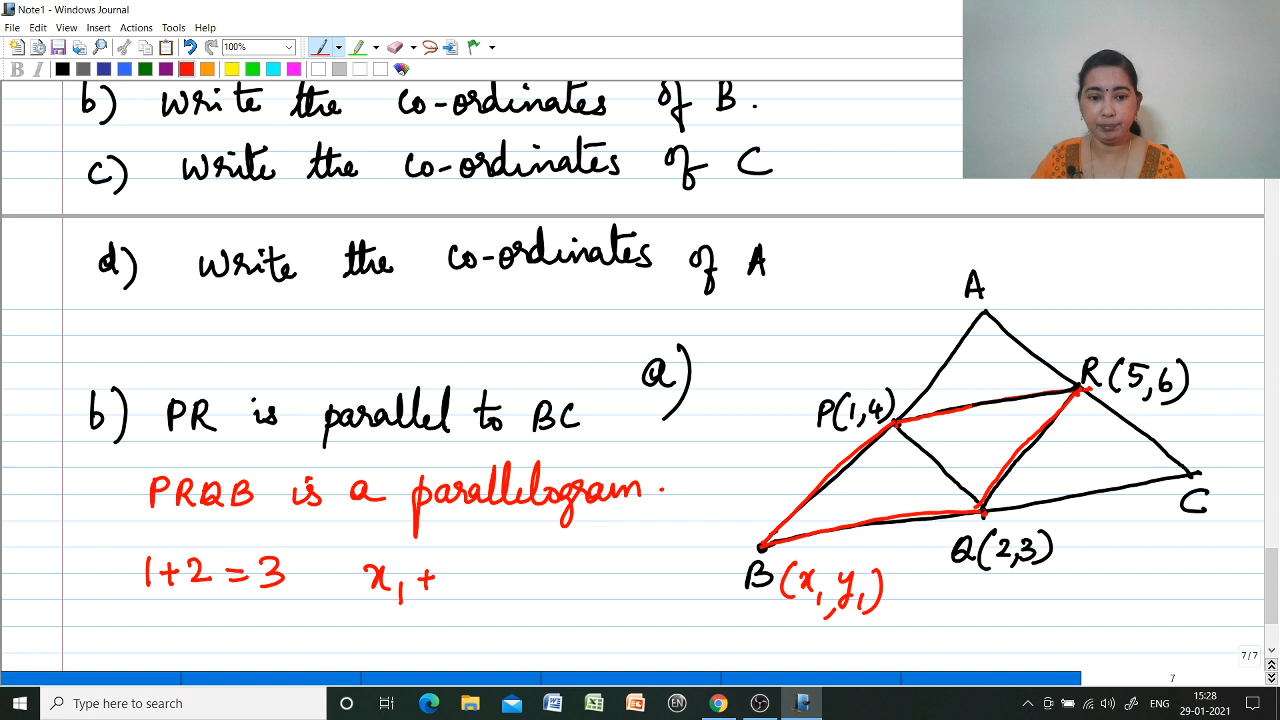 Note1 - Windows Journal
File Edit View Insert Actions Tools Help
100%
B I
b) Write the co-ordinates of B.
c) Write the co-ordinates of C
d) Write the co-ordinates of A
A
a)
R(5,6)
P(1,4)
b) PR is parallel to BC
PRQB is a parallelogram.
C
Q(2,3)
1+2=3 x₁+
B(x₁,y₁)
7/7
7
Type here to search
ENG
15:28
29-01-2021